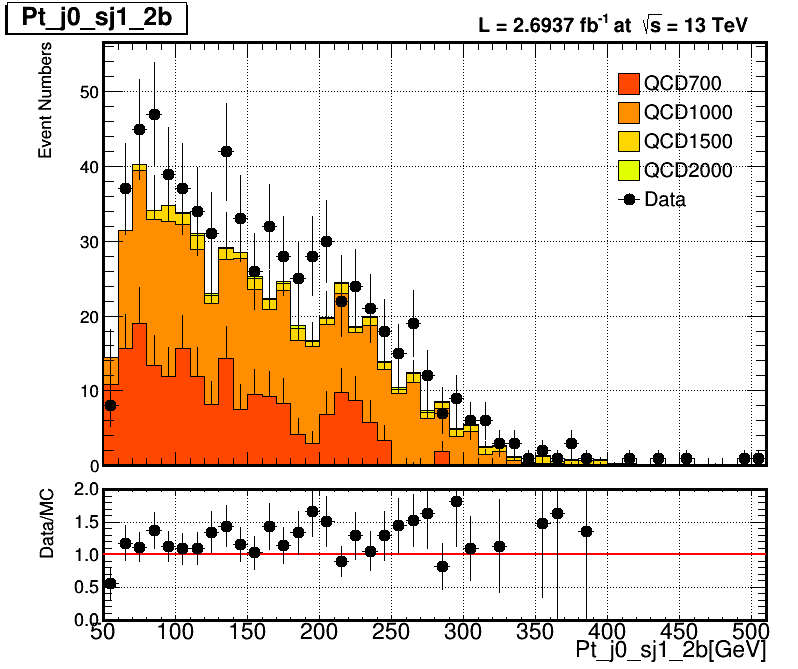 Pt_j0_sj1_2b
L = 2.6937 fb⁻¹ at √s = 13 TeV
Event Numbers
50
40
30
20
10
0
QCD700
QCD1000
QCD1500
QCD2000
Data
Data/MC
2.0
1.5
1.0
0.5
0.0
50 100 150 200 250 300 350 400 450 500
Pt_j0_sj1_2b[GeV]